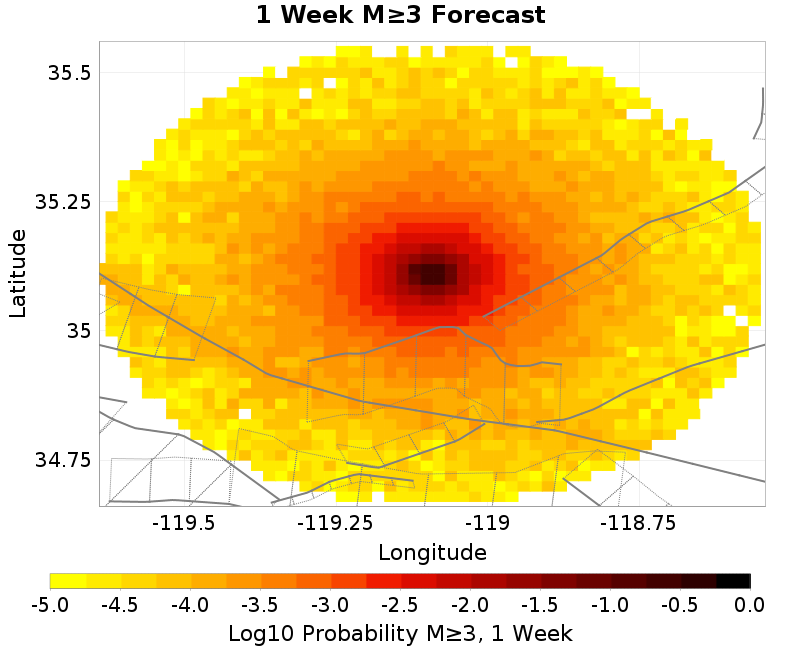 1 Week M≥3 Forecast
35.5
35.25
35
34.75
Latitude
-119.5 -119.25 -119 -118.75
Longitude
-5.0 -4.5 -4.0 -3.5 -3.0 -2.5 -2.0 -1.5 -1.0 -0.5 0.0
Log10 Probability M≥3, 1 Week